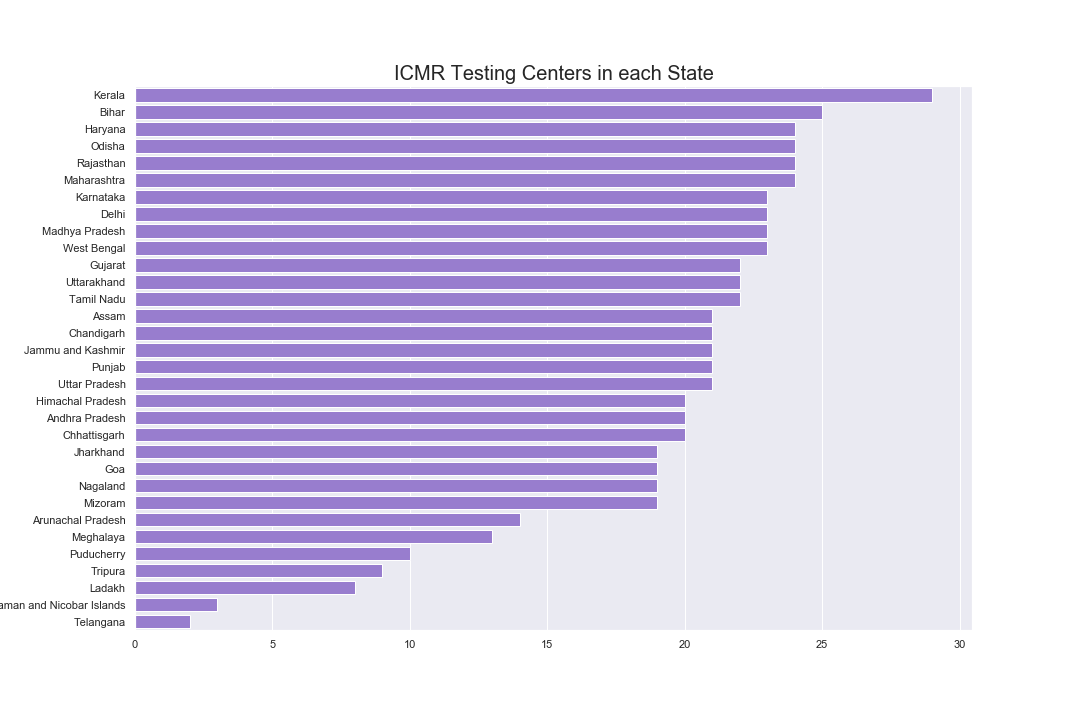 ICMR Testing Centers in each State
Kerala
Bihar
Haryana
Odisha
Rajasthan
Maharashtra
Karnataka
Delhi
Madhya Pradesh
West Bengal
Gujarat
Uttarakhand
Tamil Nadu
Assam
Chandigarh
Jammu and Kashmir
Punjab
Uttar Pradesh
Himachal Pradesh
Andhra Pradesh
Chhattisgarh
Jharkhand
Goa
Nagaland
Mizoram
Arunachal Pradesh
Meghalaya
Puducherry
Tripura
Ladakh
aman and Nicobar Islands
Telangana
0 5 10 15 20 25 30